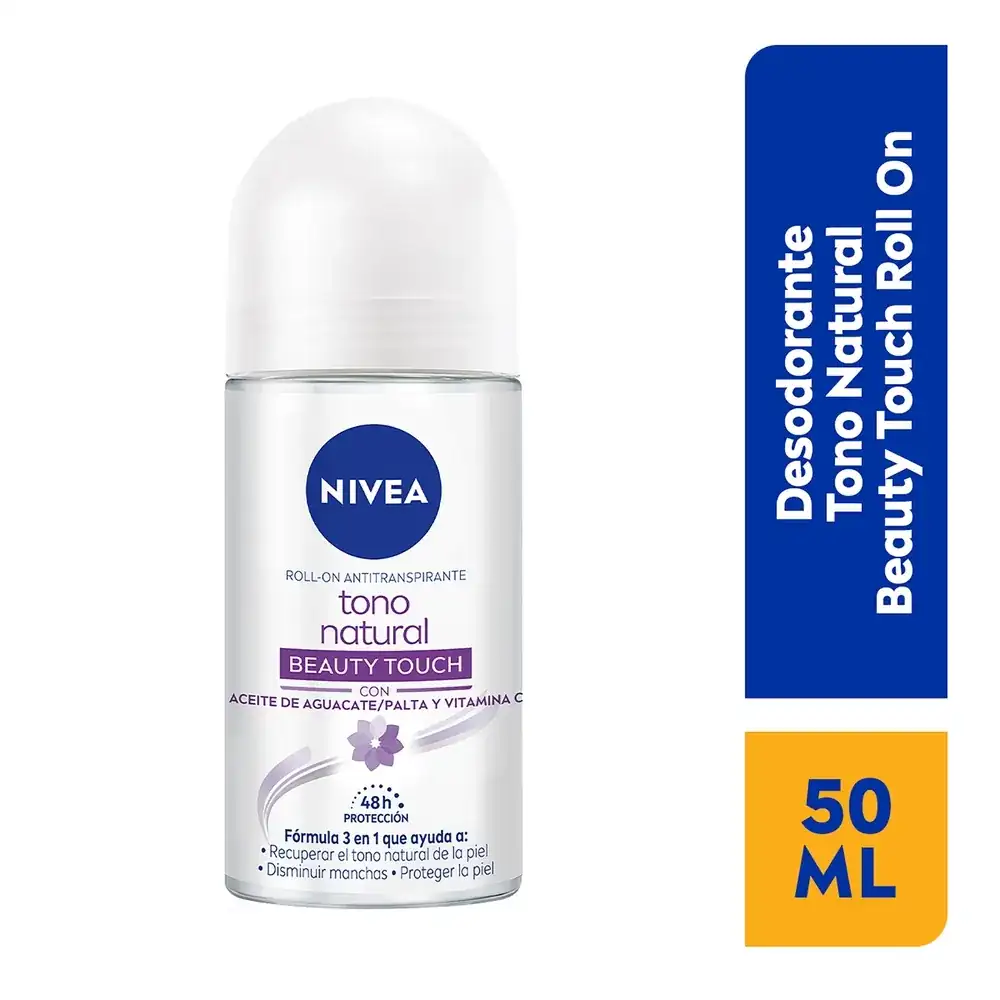 NIVEA
ROLL-ON ANTITRANSPIRANTE
tono
natural
BEAUTY TOUCH
CON
ACEITE DE AGUACATE/PALTA Y VITAMINA C
48h
PROTECCIÓN
Fórmula 3 en 1 que ayuda a:
• Recuperar el tono natural de la piel
• Disminuir manchas • Proteger la piel
Desodorante
Tono Natural
Beauty Touch Roll On
50
ML